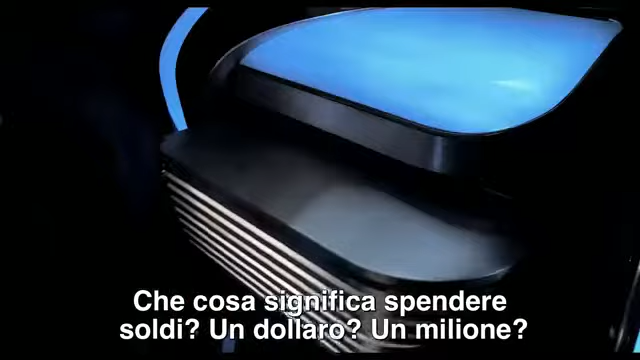 Che cosa significa spendere
soldi? Un dollaro? Un milione?